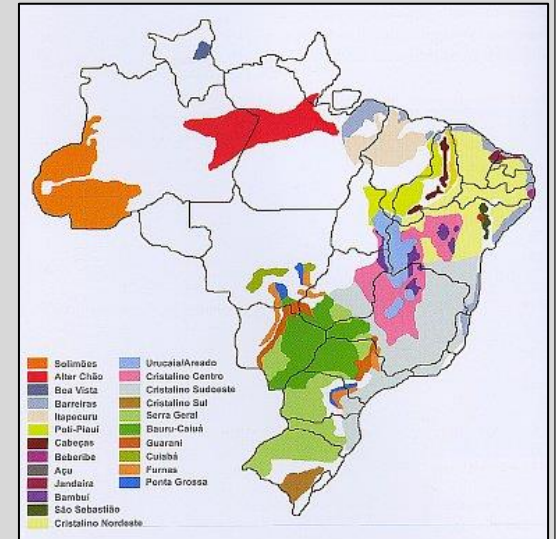 Solimões
Alter Chão
Boa Vista
Barreiras
Itapecuru
Poti-Piauí
Cabeças
Beberibe
Açu
Jandaíra
Bambuí
São Sebastião
Cristalino Nordeste
Urucaia/Areado
Cristalino Centro
Cristalino Sudoeste
Cristalino Sul
Serra Geral
Bauru-Caiuá
Guarani
Cuiabá
Furnas
Ponta Grossa